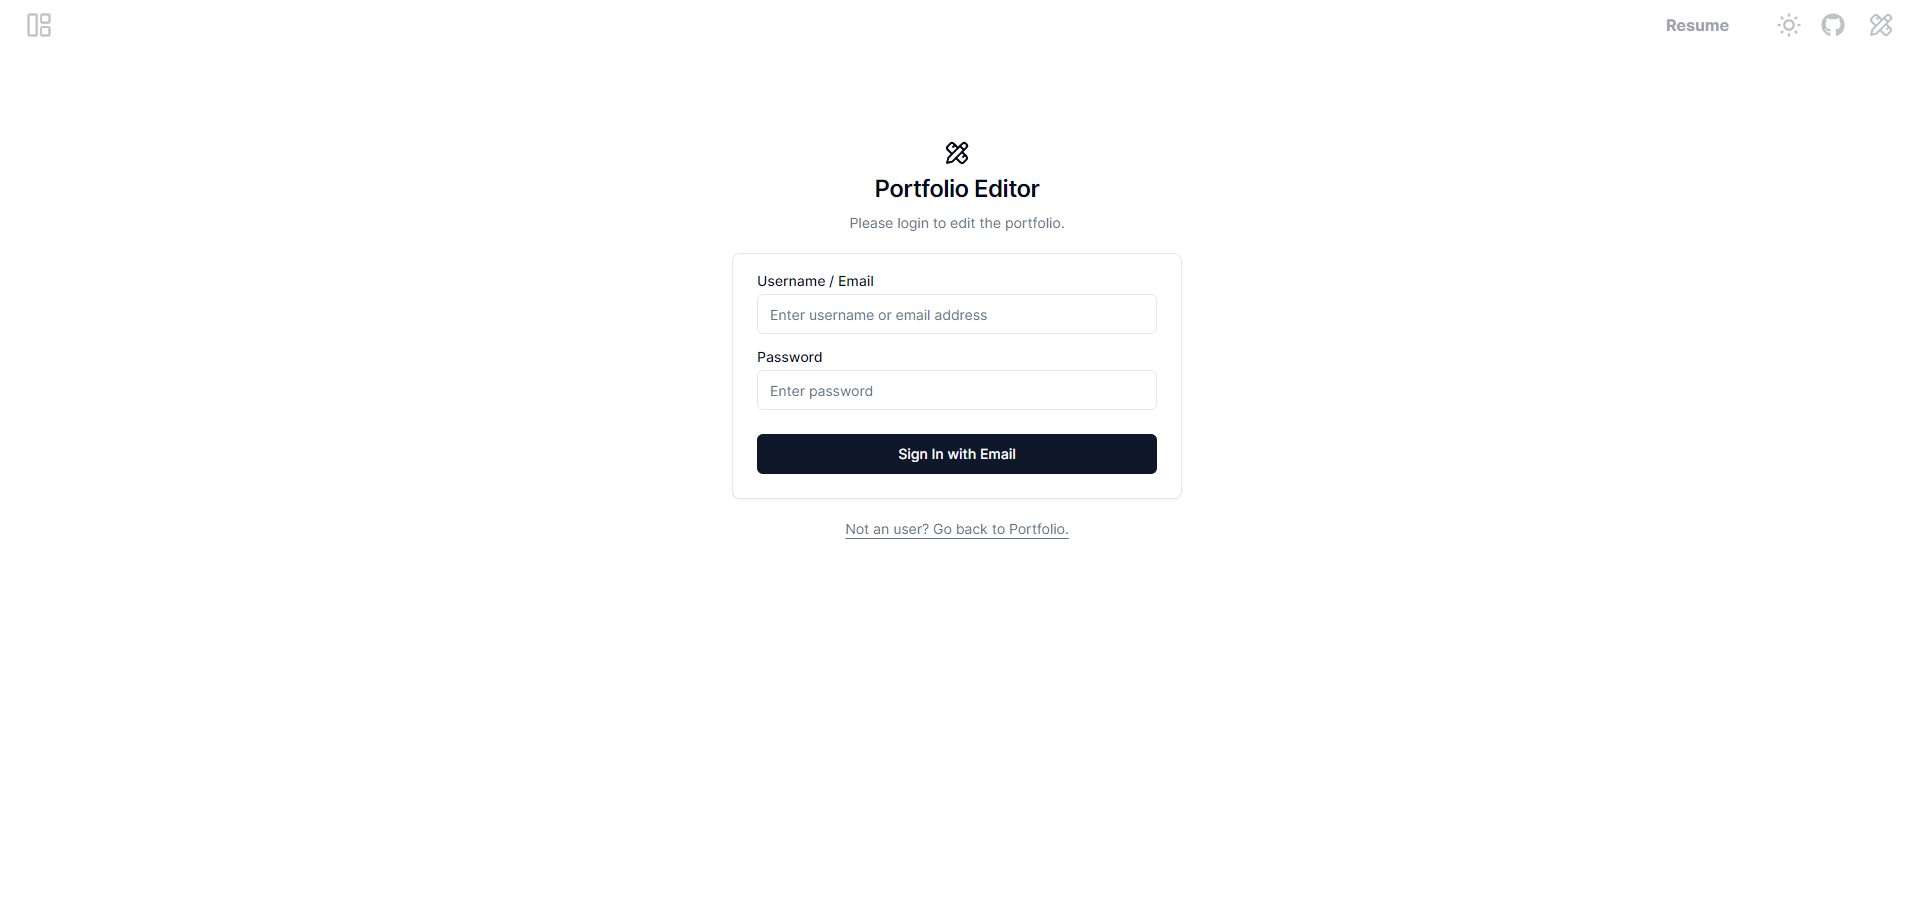 Resume
Portfolio Editor
Please login to edit the portfolio.
Username / Email
Enter username or email address
Password
Enter password
Sign In with Email
Not an user? Go back to Portfolio.